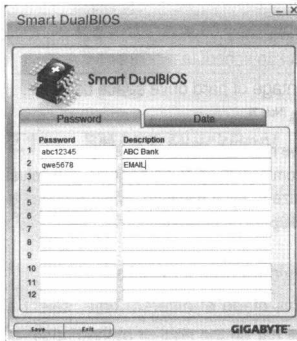 Smart DualBIOS
Smart DualBIOS
Password Date
Password Description
1 abc12345 ABC Bank
2 qwe5678 EMAIL
3
4
5
6
7
8
9
10
11
12
Save Exit GIGABYTE